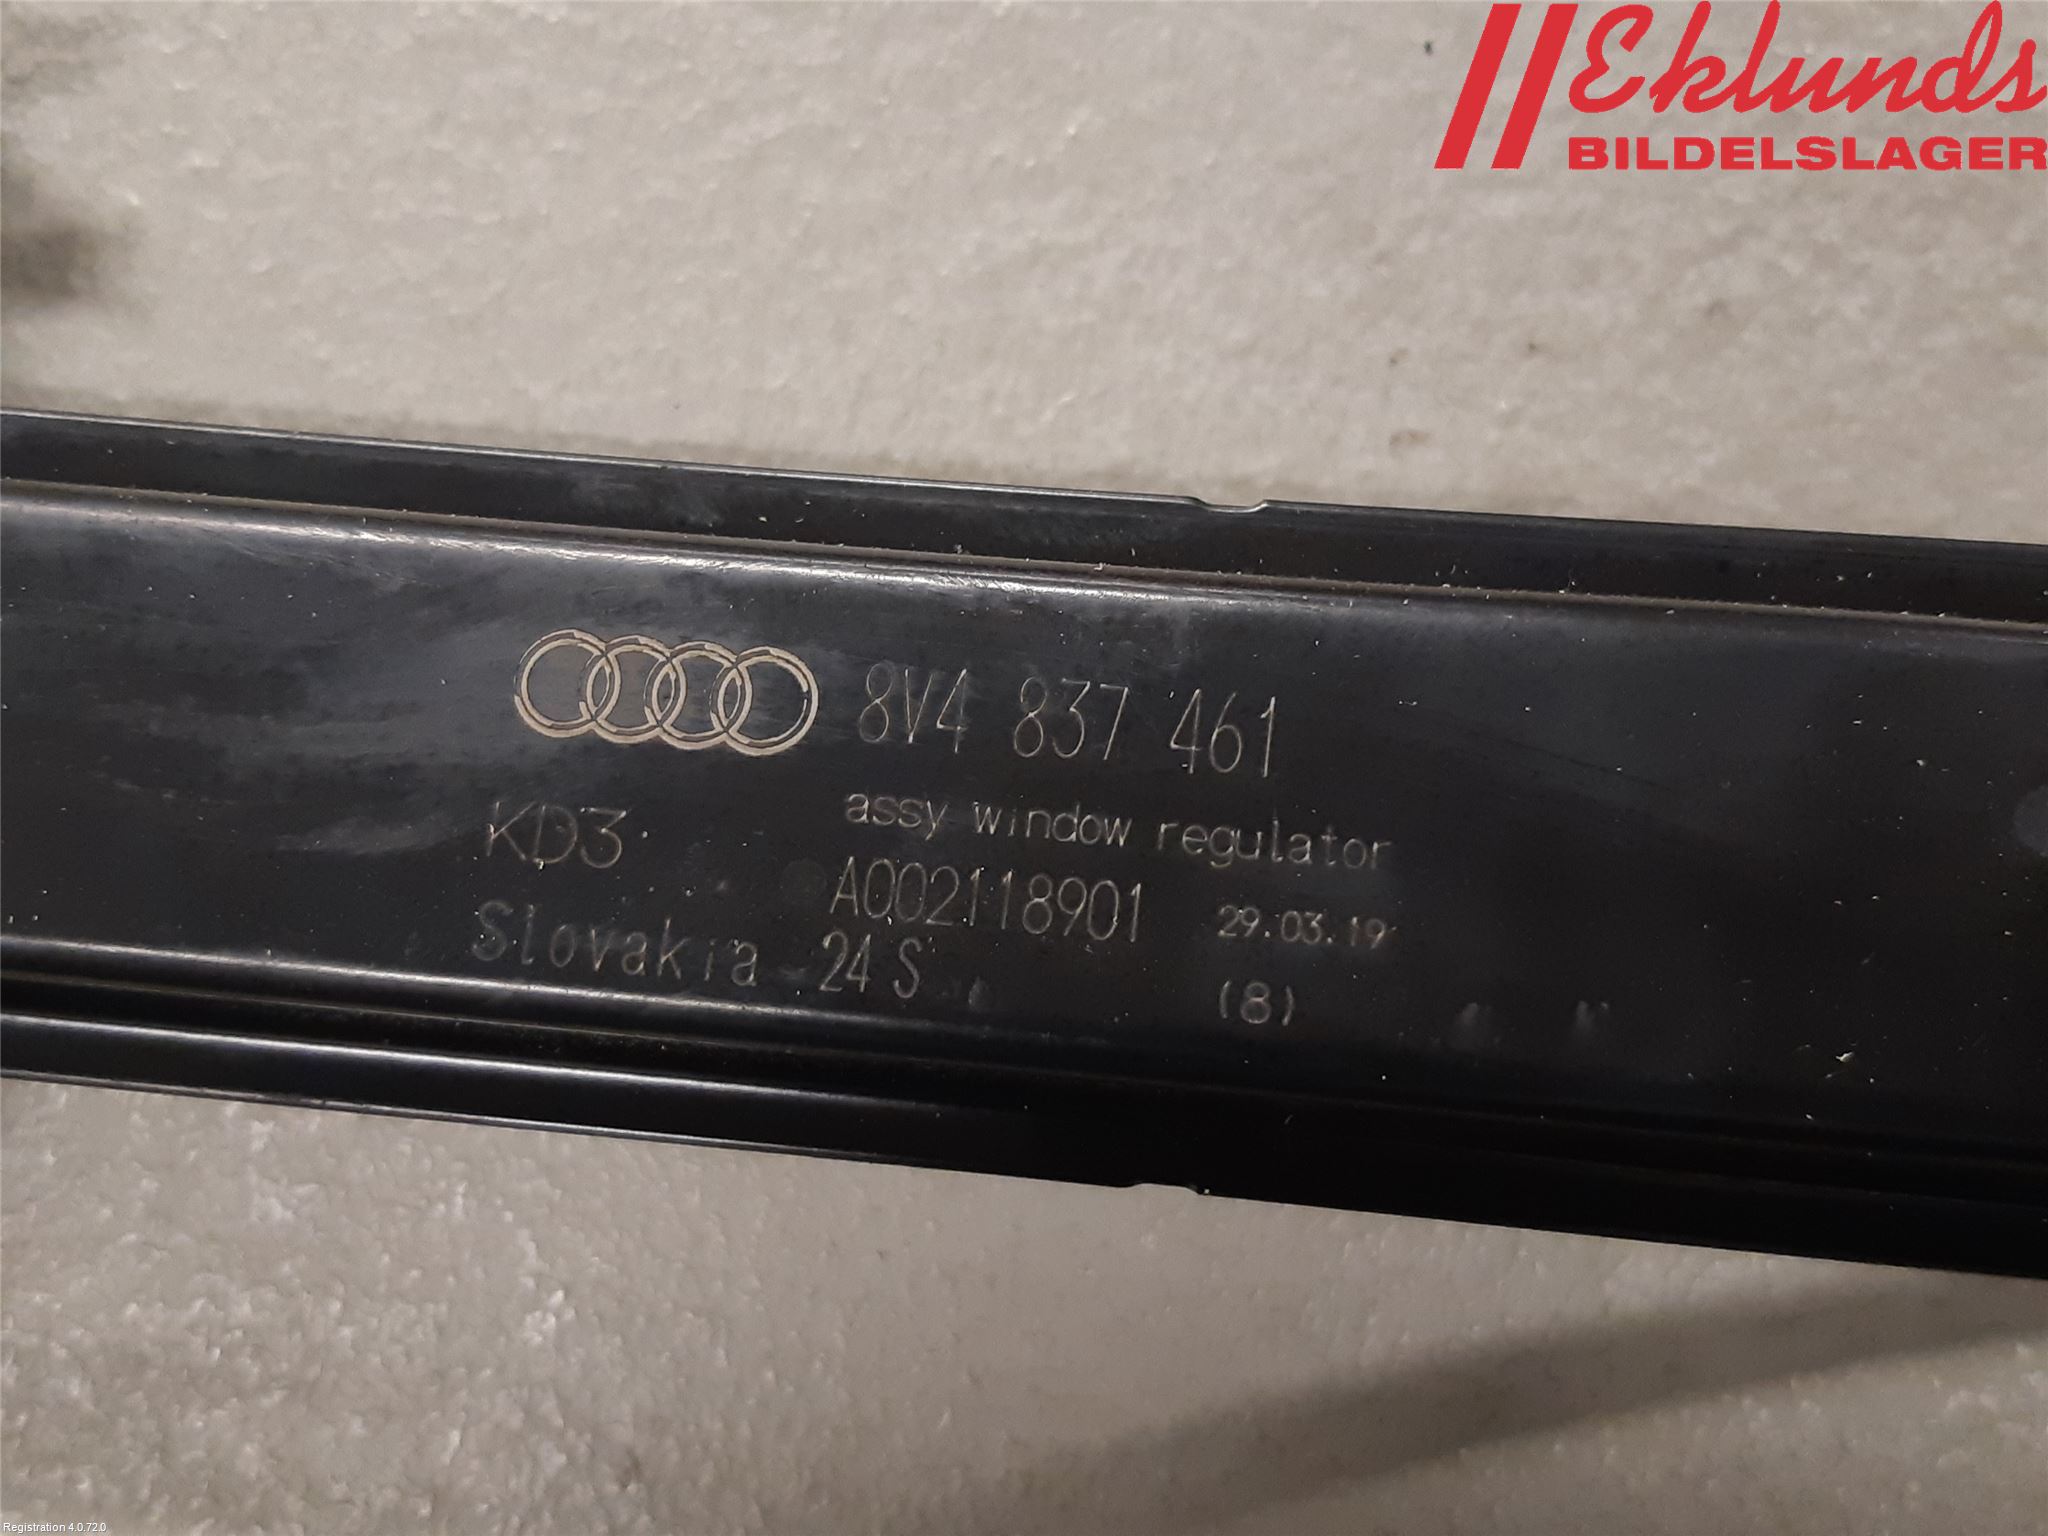 Eklunds
BILDELSLAGER
8V4 837 461
KD3 assy window regulator
A002118901 29.03.19
Slovakia 24 S (8)
Registration 4.0.72.0